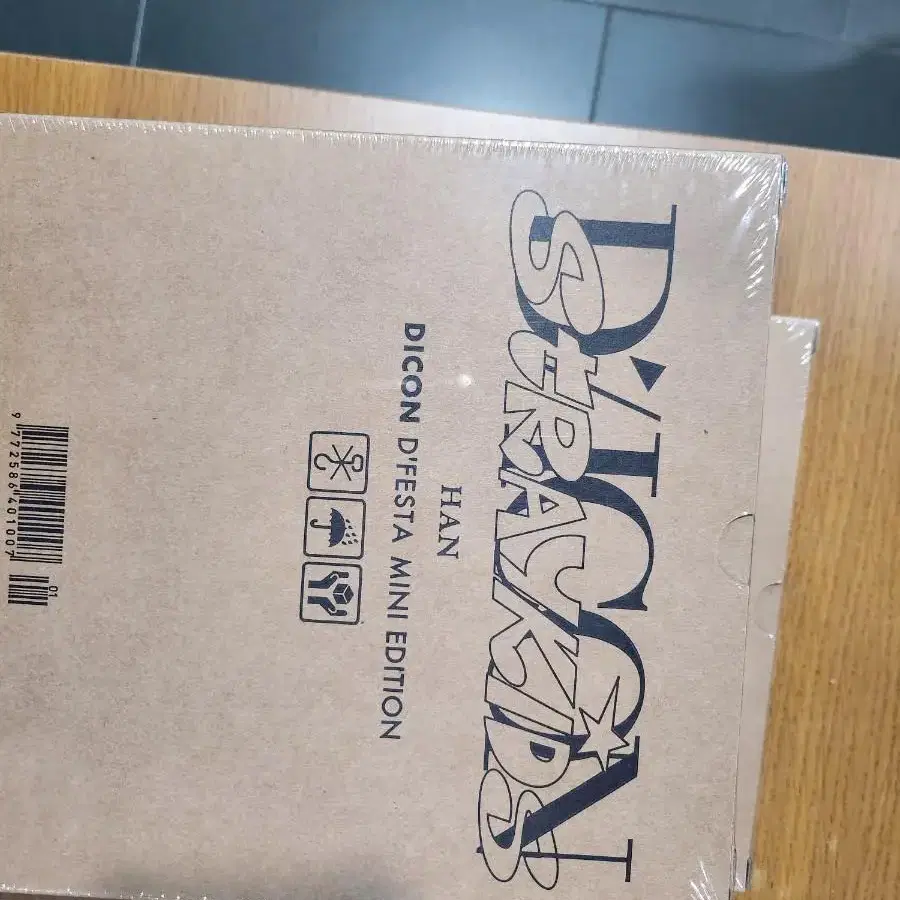 D/ICON
STRAY KIDS
HAN
DICON D'FESTA MINI EDITION
9 772586 401007
01